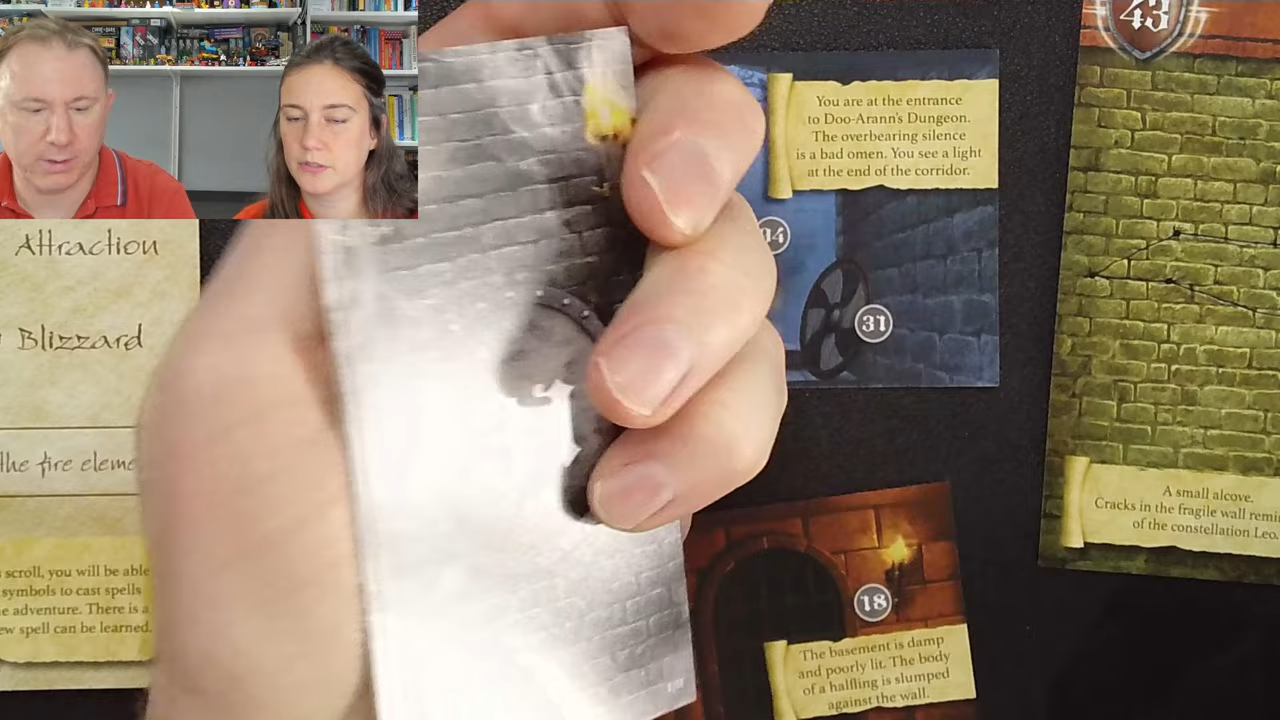 Attraction
Blizzard
the fire eleme
s scroll, you will be able
symbols to cast spells
e adventure. There is a
ew spell can be learned.
You are at the entrance
to Doo-Arann's Dungeon.
The overbearing silence
is a bad omen. You see a light
at the end of the corridor.
31
18
The basement is damp
and poorly lit. The body
of a halfling is slumped
against the wall.
43
A small alcove.
Cracks in the fragile wall remin
of the constellation Leo.